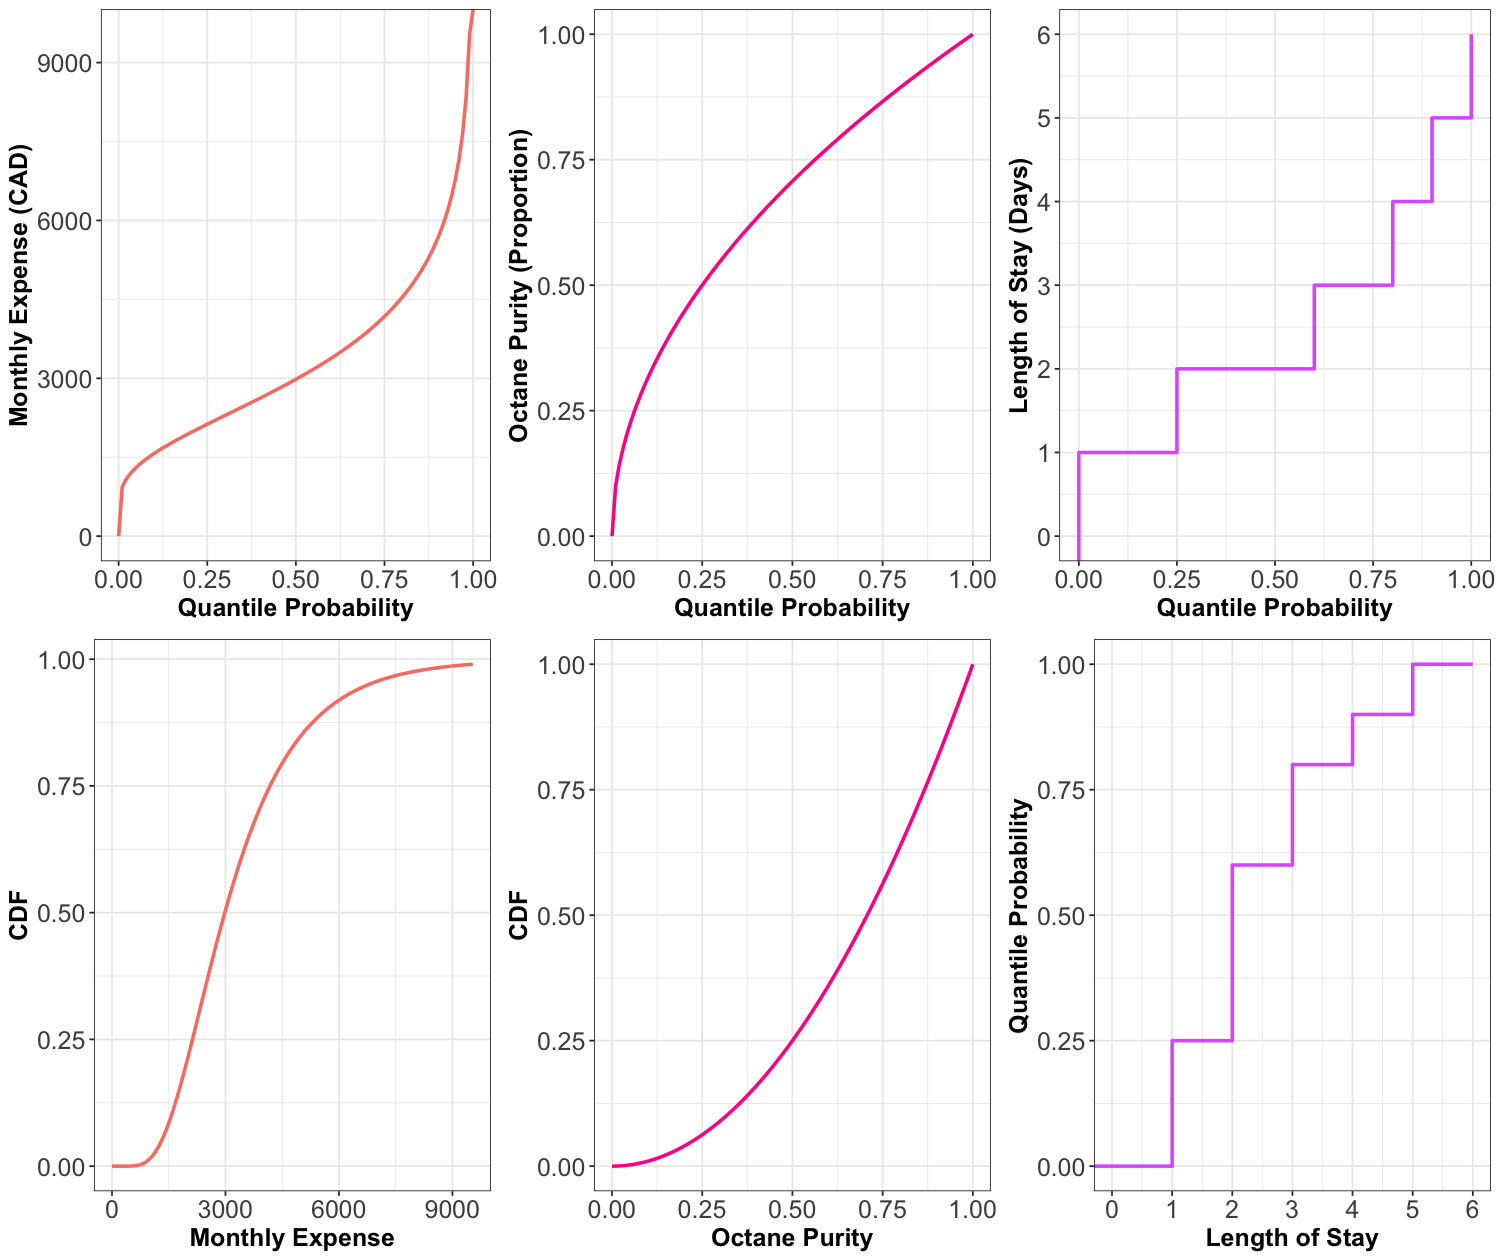 Monthly Expense (CAD)
9000
6000
3000
0
0.00 0.25 0.50 0.75 1.00
Quantile Probability
Octane Purity (Proportion)
1.00
0.75
0.50
0.25
0.00
0.00 0.25 0.50 0.75 1.00
Quantile Probability
Length of Stay (Days)
6
5
4
3
2
1
0
0.00 0.25 0.50 0.75 1.00
Quantile Probability
CDF
1.00
0.75
0.50
0.25
0.00
0 3000 6000 9000
Monthly Expense
CDF
1.00
0.75
0.50
0.25
0.00
0.00 0.25 0.50 0.75 1.00
Octane Purity
Quantile Probability
1.00
0.75
0.50
0.25
0.00
0 1 2 3 4 5 6
Length of Stay